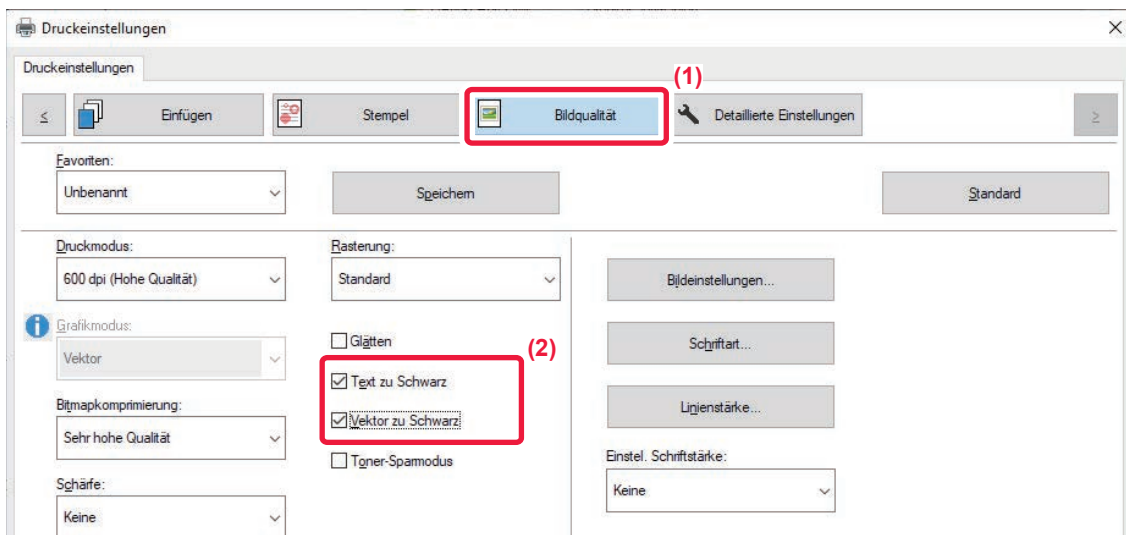 Druckeinstellungen
Druckeinstellungen
(1)
< Einfügen Stempel Bildqualität Detaillierte Einstellungen >
Favoriten:
Unbenannt Speichern Standard
Druckmodus: Rasterung:
600 dpi (Hohe Qualität) Standard Bildeinstellungen...
Grafikmodus:
Vektor
Glätten (2) Schriftart...
Text zu Schwarz
Bitmapkomprimierung: Vektor zu Schwarz Linienstärke...
Sehr hohe Qualität
Toner-Sparmodus Einstel. Schriftstärke:
Schärfe: Keine
Keine